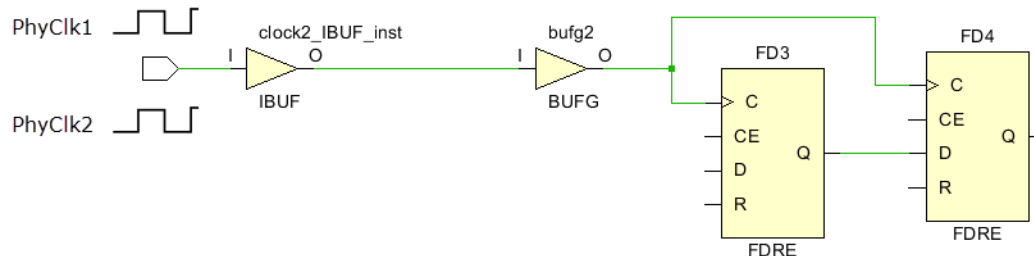 PhyClk1
clock2_IBUF_inst
bufg2
I
O
I
O
IBUF
BUFG
PhyClk2
FD3
C
CE
D
R
Q
FDRE
FD4
C
CE
D
R
Q
FDRE